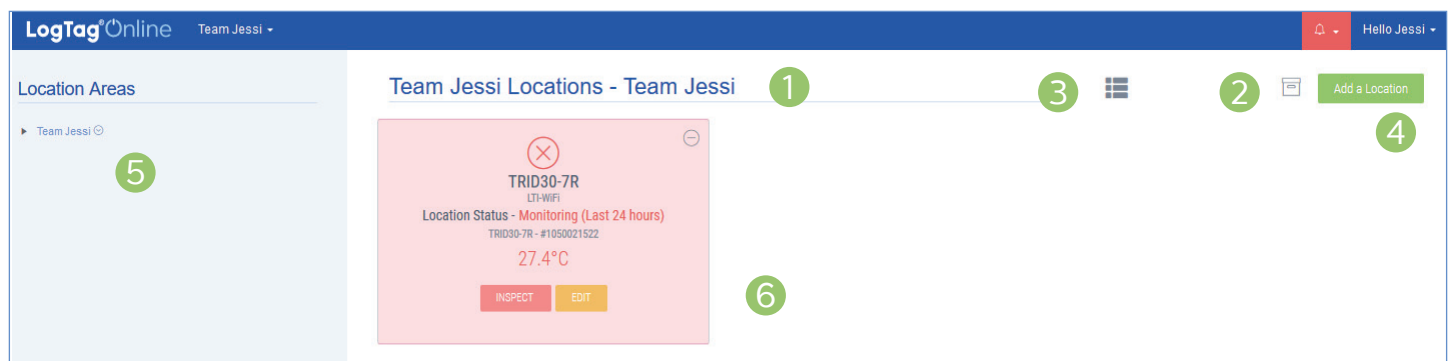 LogTag®Online Team Jessi
Hello Jessi
Location Areas
Team Jessi
5
Team Jessi Locations - Team Jessi
1
3
2
Add a Location
4
TRID30-7R
LTI-WiFi
Location Status - Monitoring (Last 24 hours)
TRID30-7R - #1050021522
27.4°C
INSPECT EDIT
6